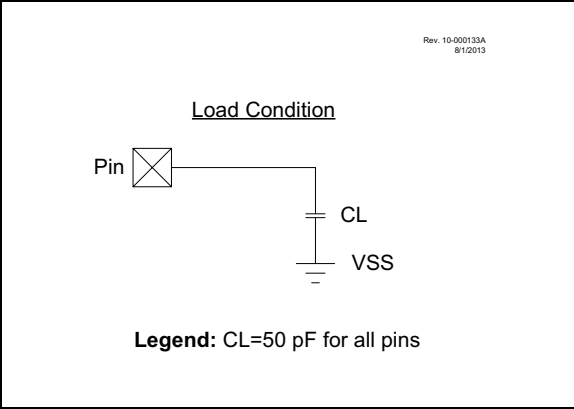 Rev. 10-000133A
8/1/2013
Load Condition
Pin
CL
VSS
Legend: CL=50 pF for all pins